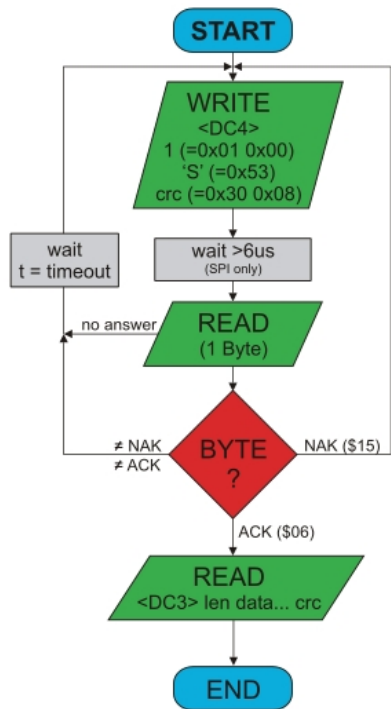 START
WRITE
<DC4>
1 (=0x01 0x00)
‘S’ (=0x53)
crc (=0x30 0x08)
wait
t = timeout
wait >6us
(SPI only)
no answer
READ
(1 Byte)
≠ NAK
≠ ACK
BYTE
?
NAK ($15)
ACK ($06)
READ
<DC3> len data... crc
END